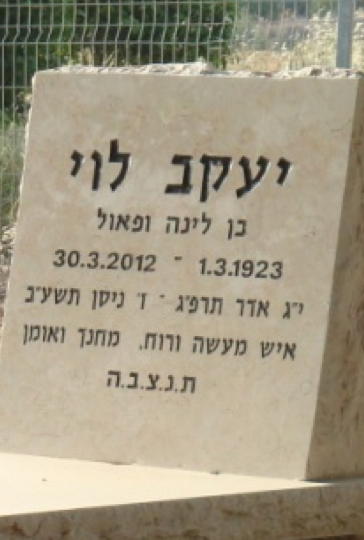 יעקב לוי
בן לינה ופאול
30.3.2012 - 1.3.1923
י"ג אדר תרפ"ג - ז' ניסן תשע"ב
איש מעשה ורוח, מחנך ואומן
ת.נ.צ.ב.ה